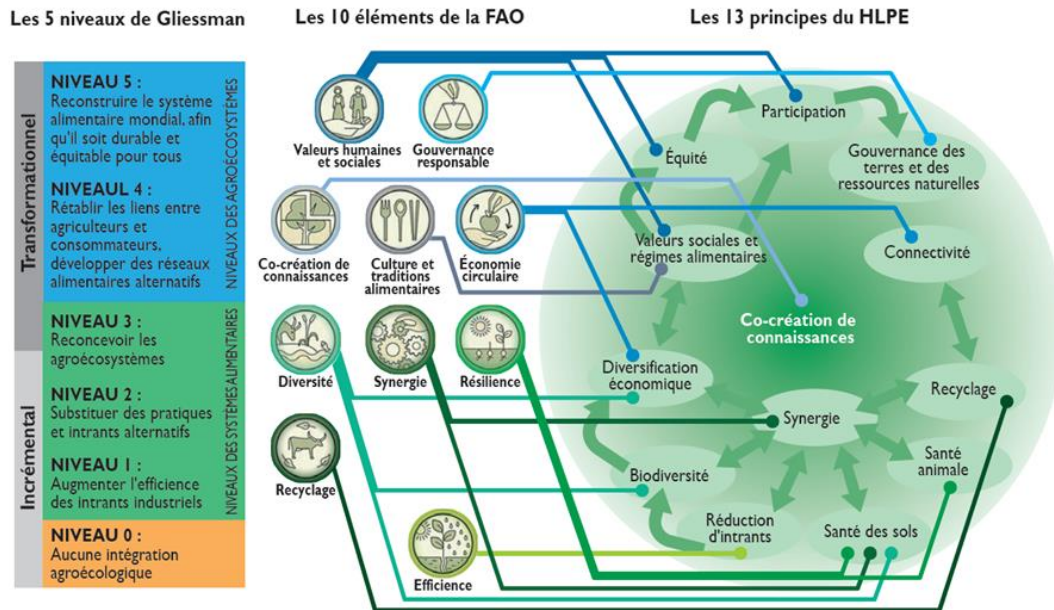 Les 5 niveaux de Gliessman
Les 10 éléments de la FAO
Les 13 principes du HLPE
Transformationnel
Incrémental
NIVEAU 5 :
Reconstruire le système
alimentaire mondial, afin
qu'il soit durable et
équitable pour tous
NIVEAUL 4 :
Rétablir les liens entre
agriculteurs et
consommateurs,
développer des réseaux
alimentaires alternatifs
NIVEAUX DES AGROÉCOSYSTÈMES
NIVEAU 3 :
Reconcevoir les
agroécosystèmes
NIVEAU 2 :
Substituer des pratiques
et intrants alternatifs
NIVEAU 1 :
Augmenter l'efficience
des intrants industriels
NIVEAUX DES SYSTÈMES ALIMENTAIRES
NIVEAU 0 :
Aucune intégration
agroécologique
Valeurs humaines
et sociales
Gouvernance
responsable
Co-création de
connaissances
Culture et
traditions
alimentaires
Économie
circulaire
Diversité
Synergie
Résilience
Recyclage
Efficience
Participation
Équité
Gouvernance des
terres et des
ressources naturelles
Valeurs sociales et
régimes alimentaires
Connectivité
Co-création de
connaissances
Diversification
économique
Recyclage
Synergie
Santé
animale
Biodiversité
Réduction
d'intrants
Santé des sols